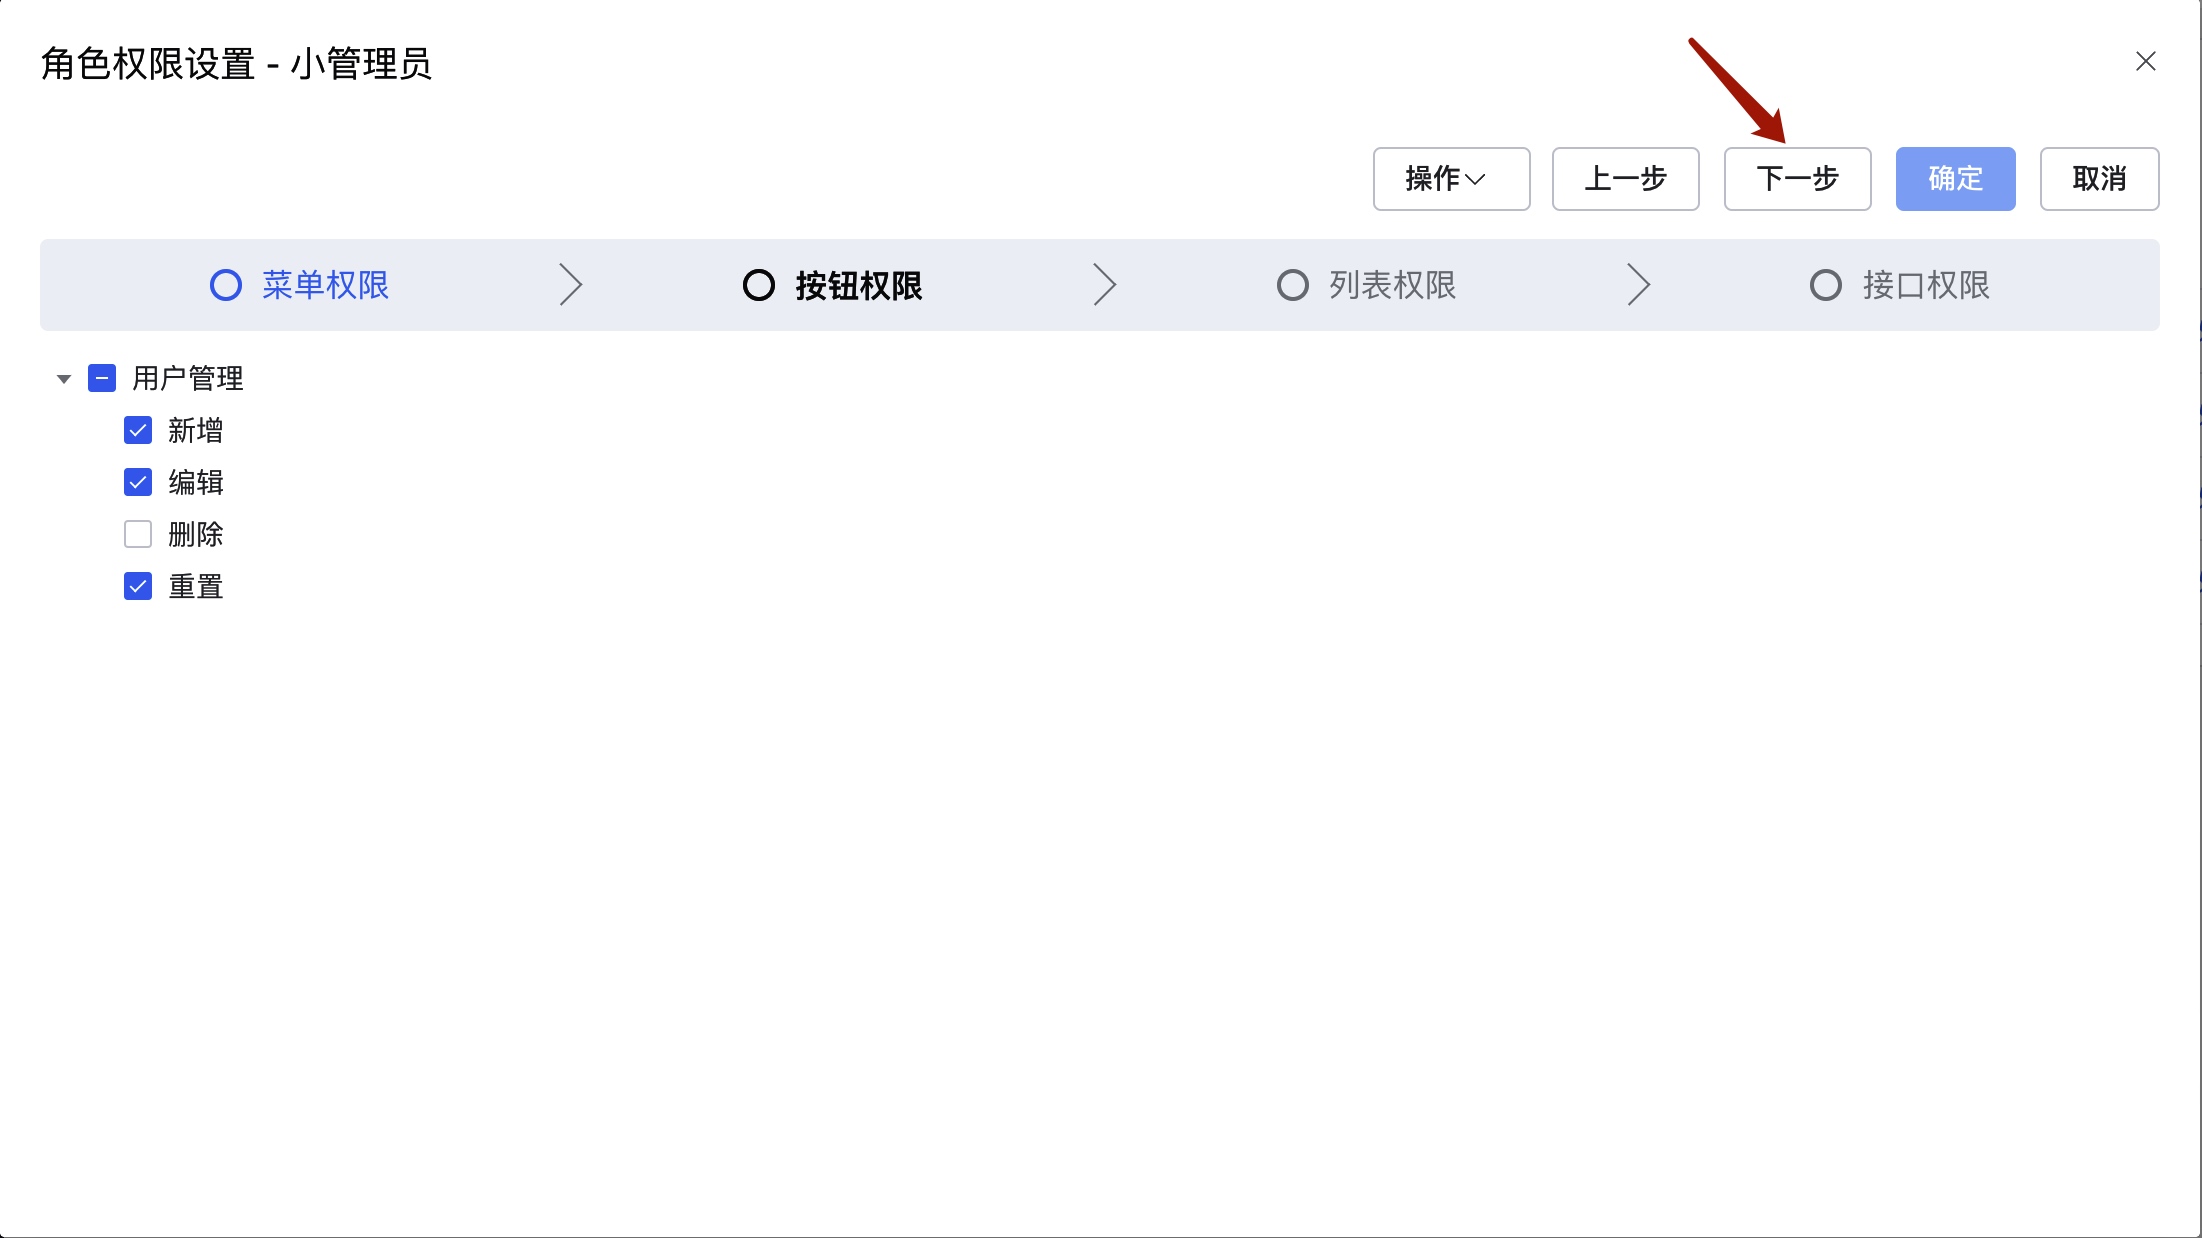 角色权限设置 - 小管理员
操作 上一步 下一步 确定 取消
菜单权限 按钮权限 列表权限 接口权限
用户管理
新增
编辑
删除
重置